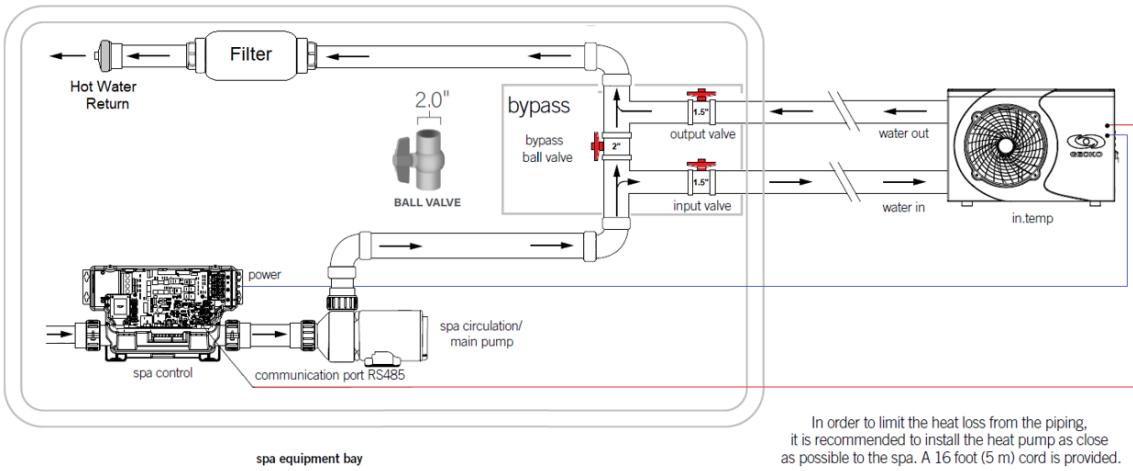 Filter
Hot Water
Return
2.0"
BALL VALVE
bypass
bypass
ball valve
2"
1.5"
output valve
1.5"
input valve
water out
water in
GECKO
in.temp
power
spa circulation/
main pump
spa control
communication port RS485
In order to limit the heat loss from the piping,
it is recommended to install the heat pump as close
as possible to the spa. A 16 foot (5 m) cord is provided.
spa equipment bay